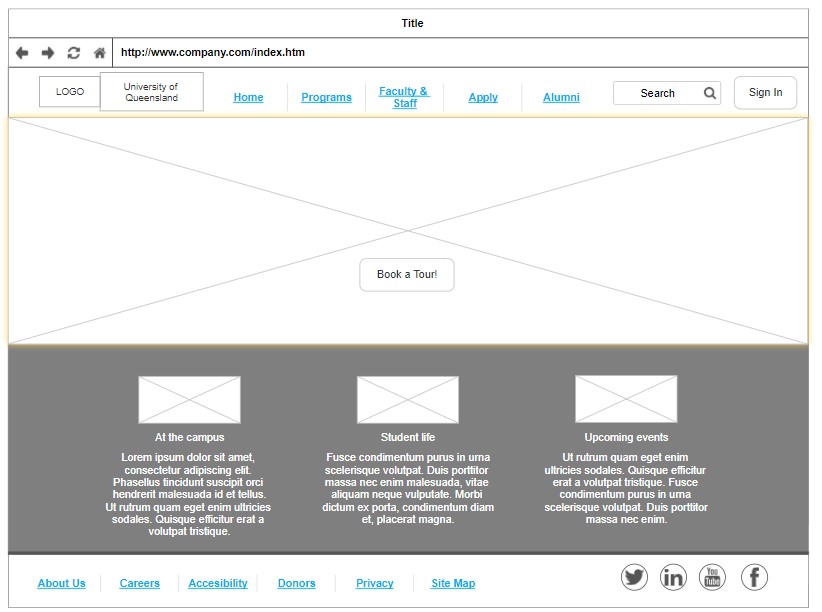 Title
http://www.company.com/index.htm
LOGO
University of
Queensland
Home
Programs
Faculty &
Staff
Apply
Alumni
Search
Sign In
Book a Tour!
At the campus
Lorem ipsum dolor sit amet,
consectetur adipiscing elit.
Phasellus tincidunt suscipit orci
hendrerit malesuada id et tellus.
Ut rutrum quam eget enim ultricies
sodales. Quisque efficitur erat a
volutpat tristique.
Student life
Fusce condimentum purus in urna
scelerisque volutpat. Duis porttitor
massa nec enim malesuada, vitae
aliquam neque vulputate. Morbi
dictum ex porta, condimentum diam
et, placerat magna.
Upcoming events
Ut rutrum quam eget enim
ultricies sodales. Quisque efficitur
erat a volutpat tristique. Fusce
condimentum purus in urna
scelerisque volutpat. Duis porttitor
massa nec enim.
About Us
Careers
Accesibility
Donors
Privacy
Site Map
in
You
Tube
f